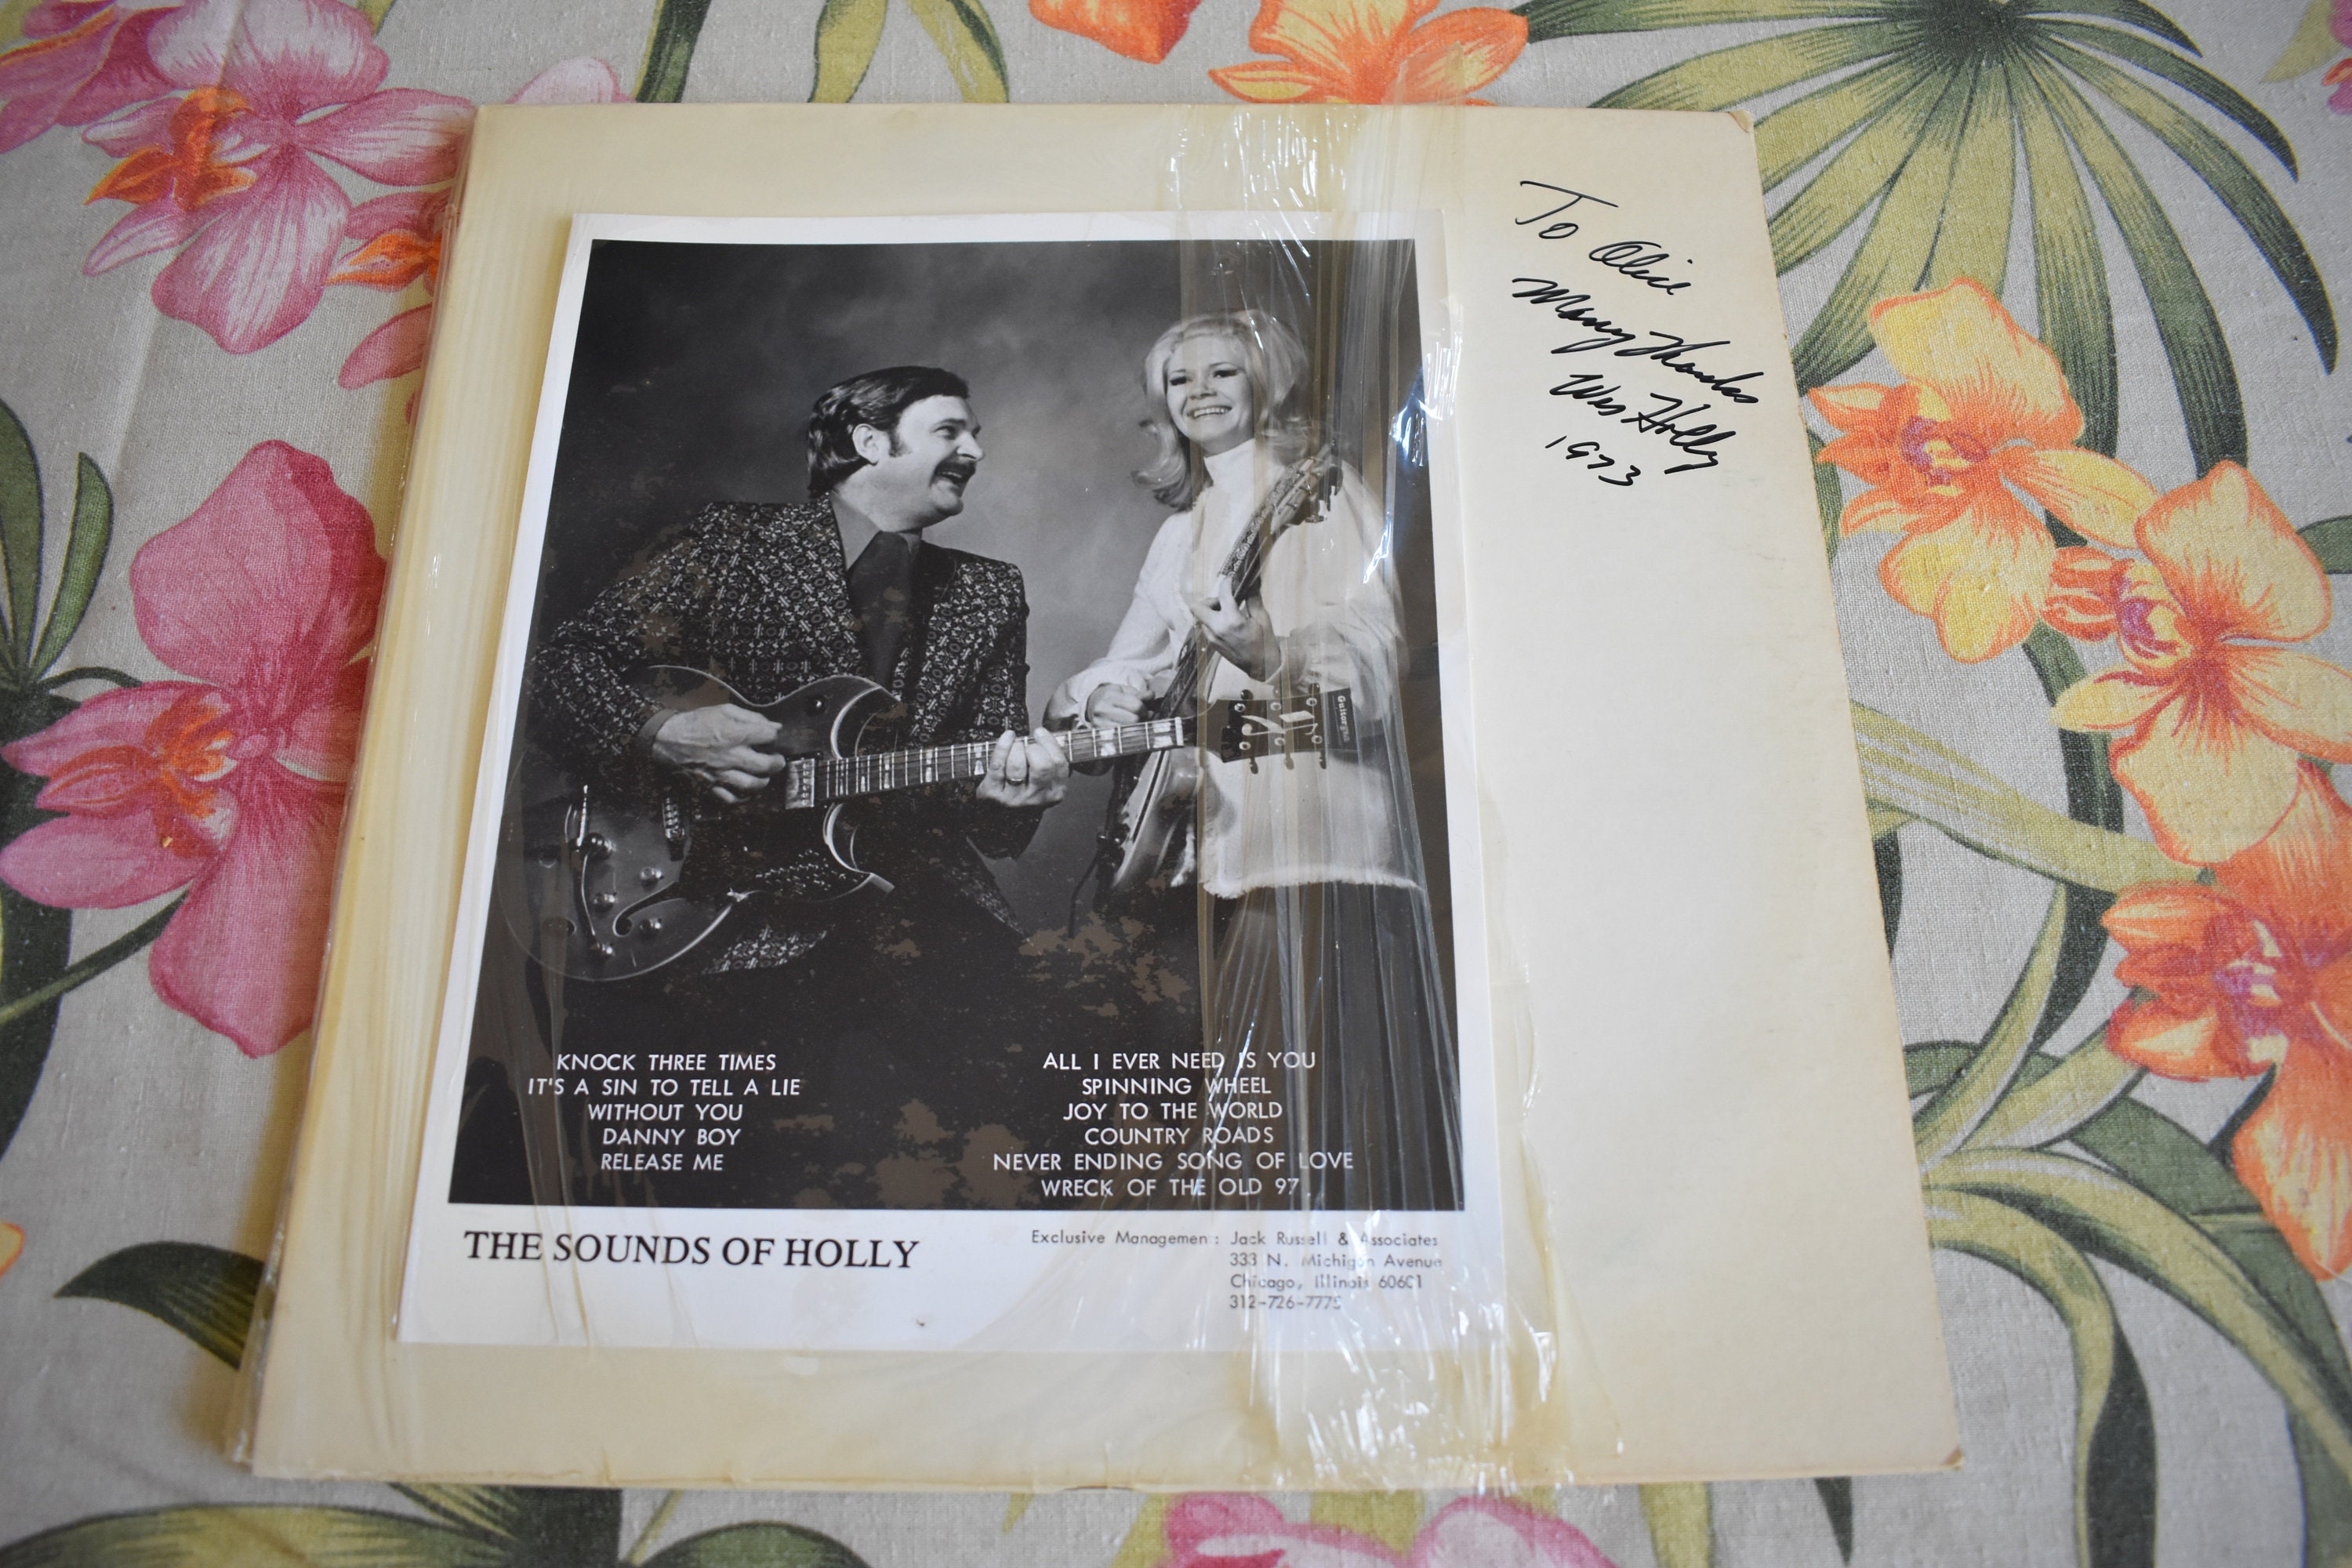 To Alice
Many Thanks
Wes Holly
1973
Guitorgan
KNOCK THREE TIMES
IT'S A SIN TO TELL A LIE
WITHOUT YOU
DANNY BOY
RELEASE ME
ALL I EVER NEED IS YOU
SPINNING WHEEL
JOY TO THE WORLD
COUNTRY ROADS
NEVER ENDING SONG OF LOVE
WRECK OF THE OLD 97
THE SOUNDS OF HOLLY
Exclusive Management: Jack Russell & Associates
333 N. Michigan Avenue
Chicago, Illinois 60601